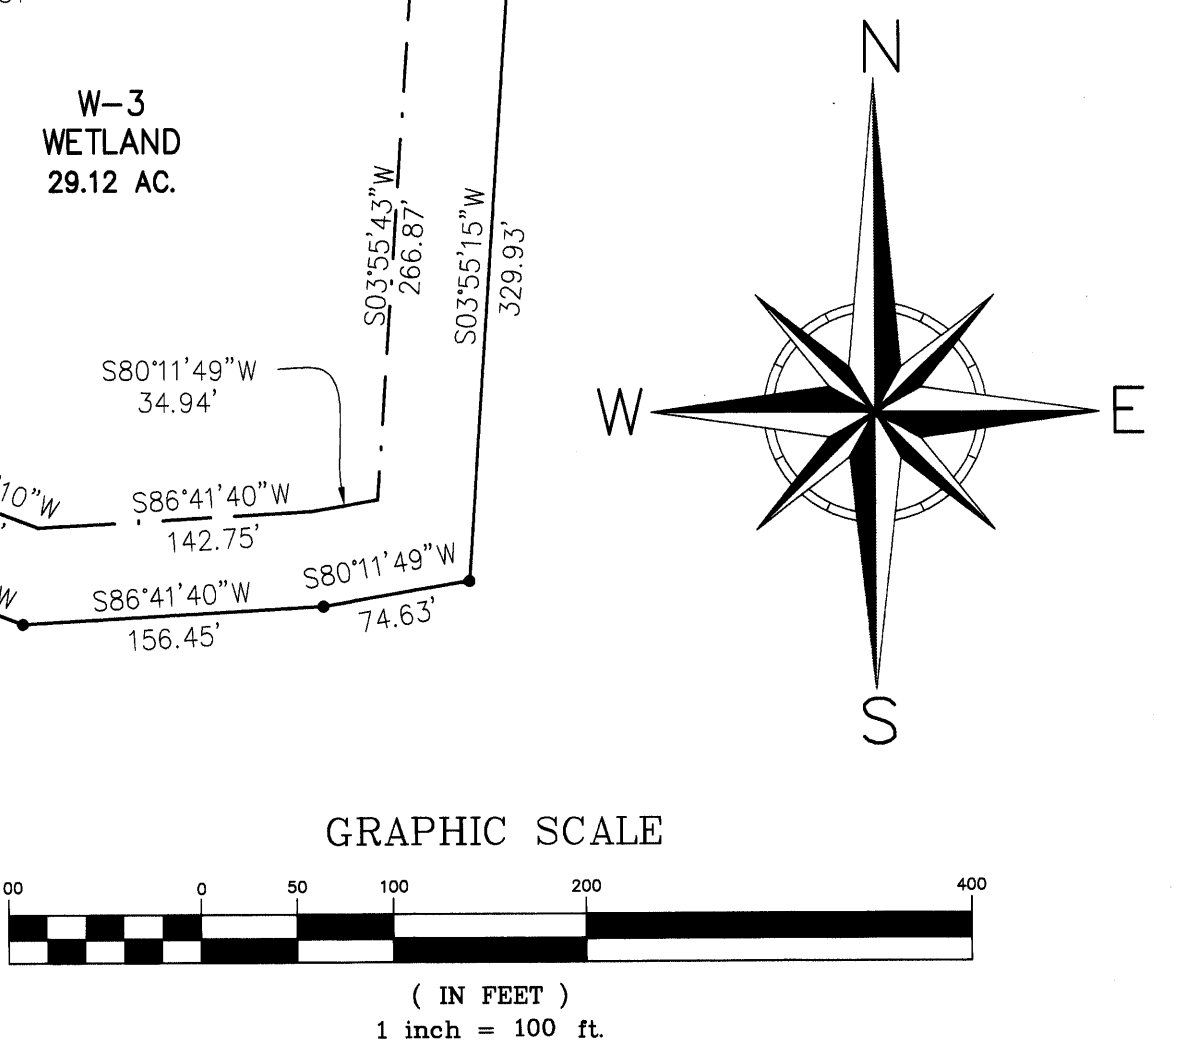 N
W-3
WETLAND
29.12 AC.
S03°55'43"W
266.87'
S03°55'15"W
329.93'
S80°11'49"W
34.94'
W
E
10"W
S86°41'40"W
142.75'
S80°11'49"W
74.63'
W
S86°41'40"W
156.45'
S
GRAPHIC SCALE
00 0 50 100 200 400
( IN FEET )
1 inch = 100 ft.